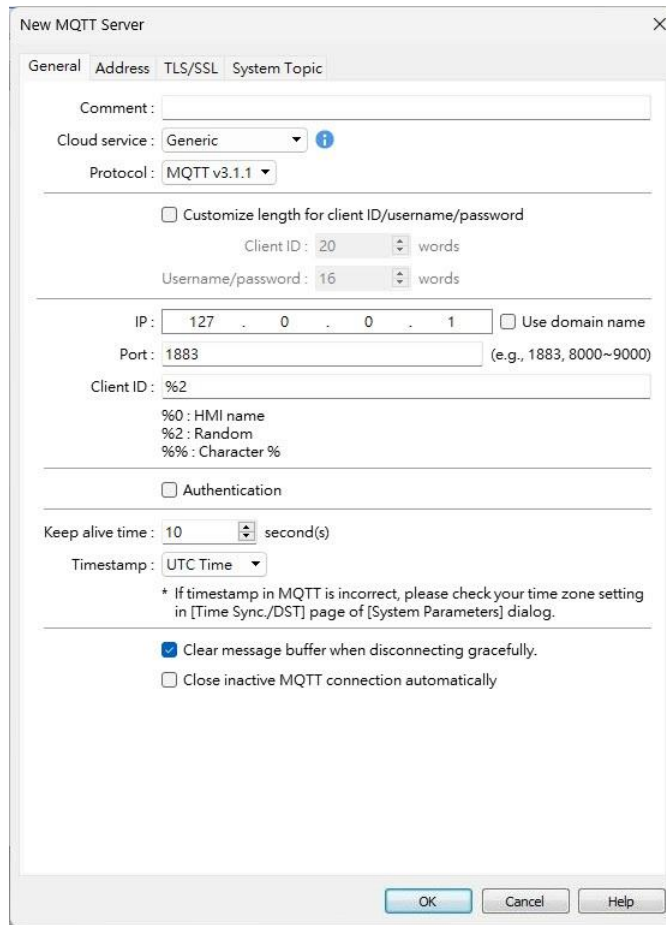 New MQTT Server
General Address TLS/SSL System Topic
Comment :
Cloud service : Generic
Protocol : MQTT v3.1.1
Customize length for client ID/username/password
Client ID : 20 words
Username/password : 16 words
IP : 127 . 0 . 0 . 1 Use domain name
Port : 1883 (e.g., 1883, 8000~9000)
Client ID : %2
%0 : HMI name
%2 : Random
%% : Character %
Authentication
Keep alive time : 10 second(s)
Timestamp : UTC Time
* If timestamp in MQTT is incorrect, please check your time zone setting
in [Time Sync./DST] page of [System Parameters] dialog.
Clear message buffer when disconnecting gracefully.
Close inactive MQTT connection automatically
OK Cancel Help